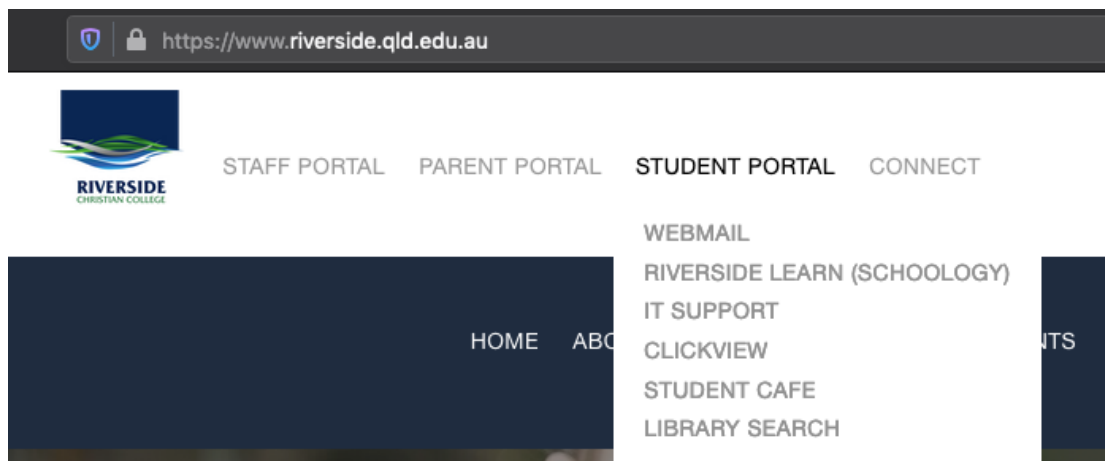 https://www.riverside.qld.edu.au
RIVERSIDE
CHRISTIAN COLLEGE
STAFF PORTAL PARENT PORTAL STUDENT PORTAL CONNECT
WEBMAIL
RIVERSIDE LEARN (SCHOOLOGY)
IT SUPPORT
CLICKVIEW
STUDENT CAFE
LIBRARY SEARCH
HOME